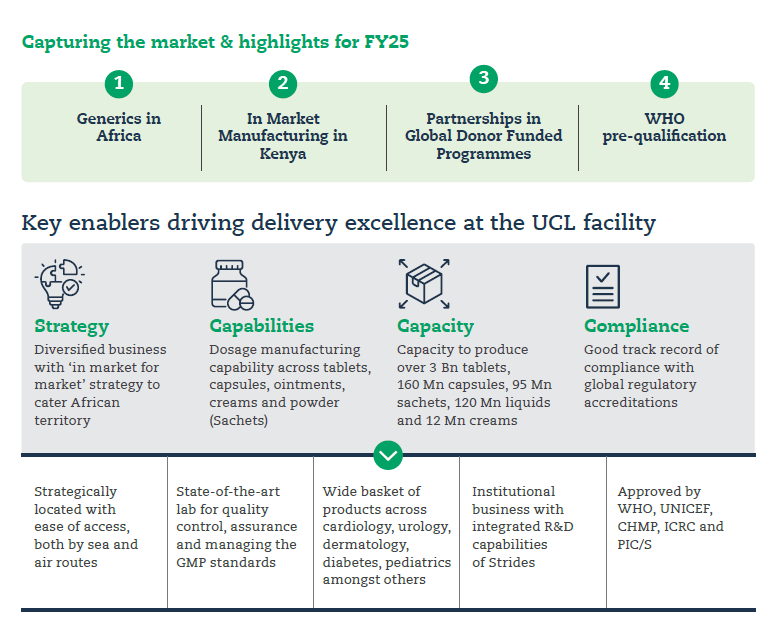 Capturing the market & highlights for FY25
1
Generics in
Africa
2
In Market
Manufacturing in
Kenya
3
Partnerships in
Global Donor Funded
Programmes
4
WHO
pre-qualification
Key enablers driving delivery excellence at the UCL facility
Strategy
Diversified business
with ‘in market for
market’ strategy to
cater African
territory
Capabilities
Dosage manufacturing
capability across tablets,
capsules, ointments,
creams and powder
(Sachets)
Capacity
Capacity to produce
over 3 Bn tablets,
160 Mn capsules, 95 Mn
sachets, 120 Mn liquids
and 12 Mn creams
Compliance
Good track record of
compliance with
global regulatory
accreditations
Strategically
located with
ease of access,
both by sea and
air routes
State-of-the-art
lab for quality
control, assurance
and managing the
GMP standards
Wide basket of
products across
cardiology, urology,
dermatology,
diabetes, pediatrics
amongst others
Institutional
business with
integrated R&D
capabilities
of Strides
Approved by
WHO, UNICEF,
CHMP, ICRC and
PIC/S